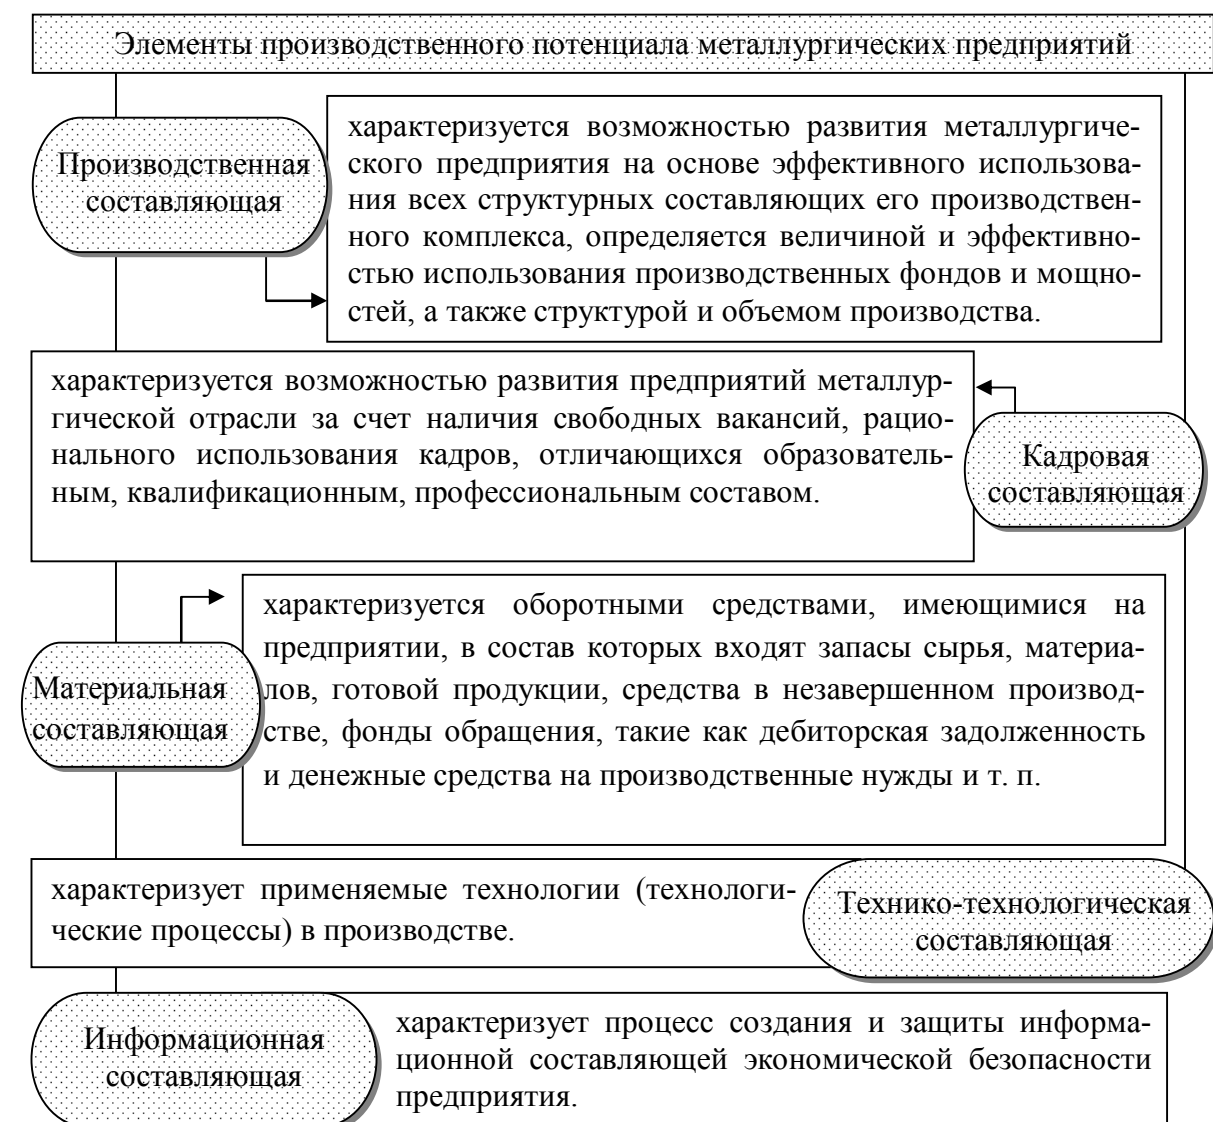 Элементы производственного потенциала металлургических предприятий
Производственная
составляющая
характеризуется возможностью развития металлургиче-
ского предприятия на основе эффективного использова-
ния всех структурных составляющих его производствен-
ного комплекса, определяется величиной и эффективно-
стью использования производственных фондов и мощно-
стей, а также структурой и объемом производства.
характеризуется возможностью развития предприятий металлур-
гической отрасли за счет наличия свободных вакансий, рацио-
нального использования кадров, отличающихся образователь-
ным, квалификационным, профессиональным составом.
Кадровая
составляющая
Материальная
составляющая
характеризуется оборотными средствами, имеющимися на
предприятии, в состав которых входят запасы сырья, материа-
лов, готовой продукции, средства в незавершенном производ-
стве, фонды обращения, такие как дебиторская задолженность
и денежные средства на производственные нужды и т. п.
характеризует применяемые технологии (технологи-
ческие процессы) в производстве.
Технико-технологическая
составляющая
Информационная
составляющая
характеризует процесс создания и защиты информа-
ционной составляющей экономической безопасности
предприятия.